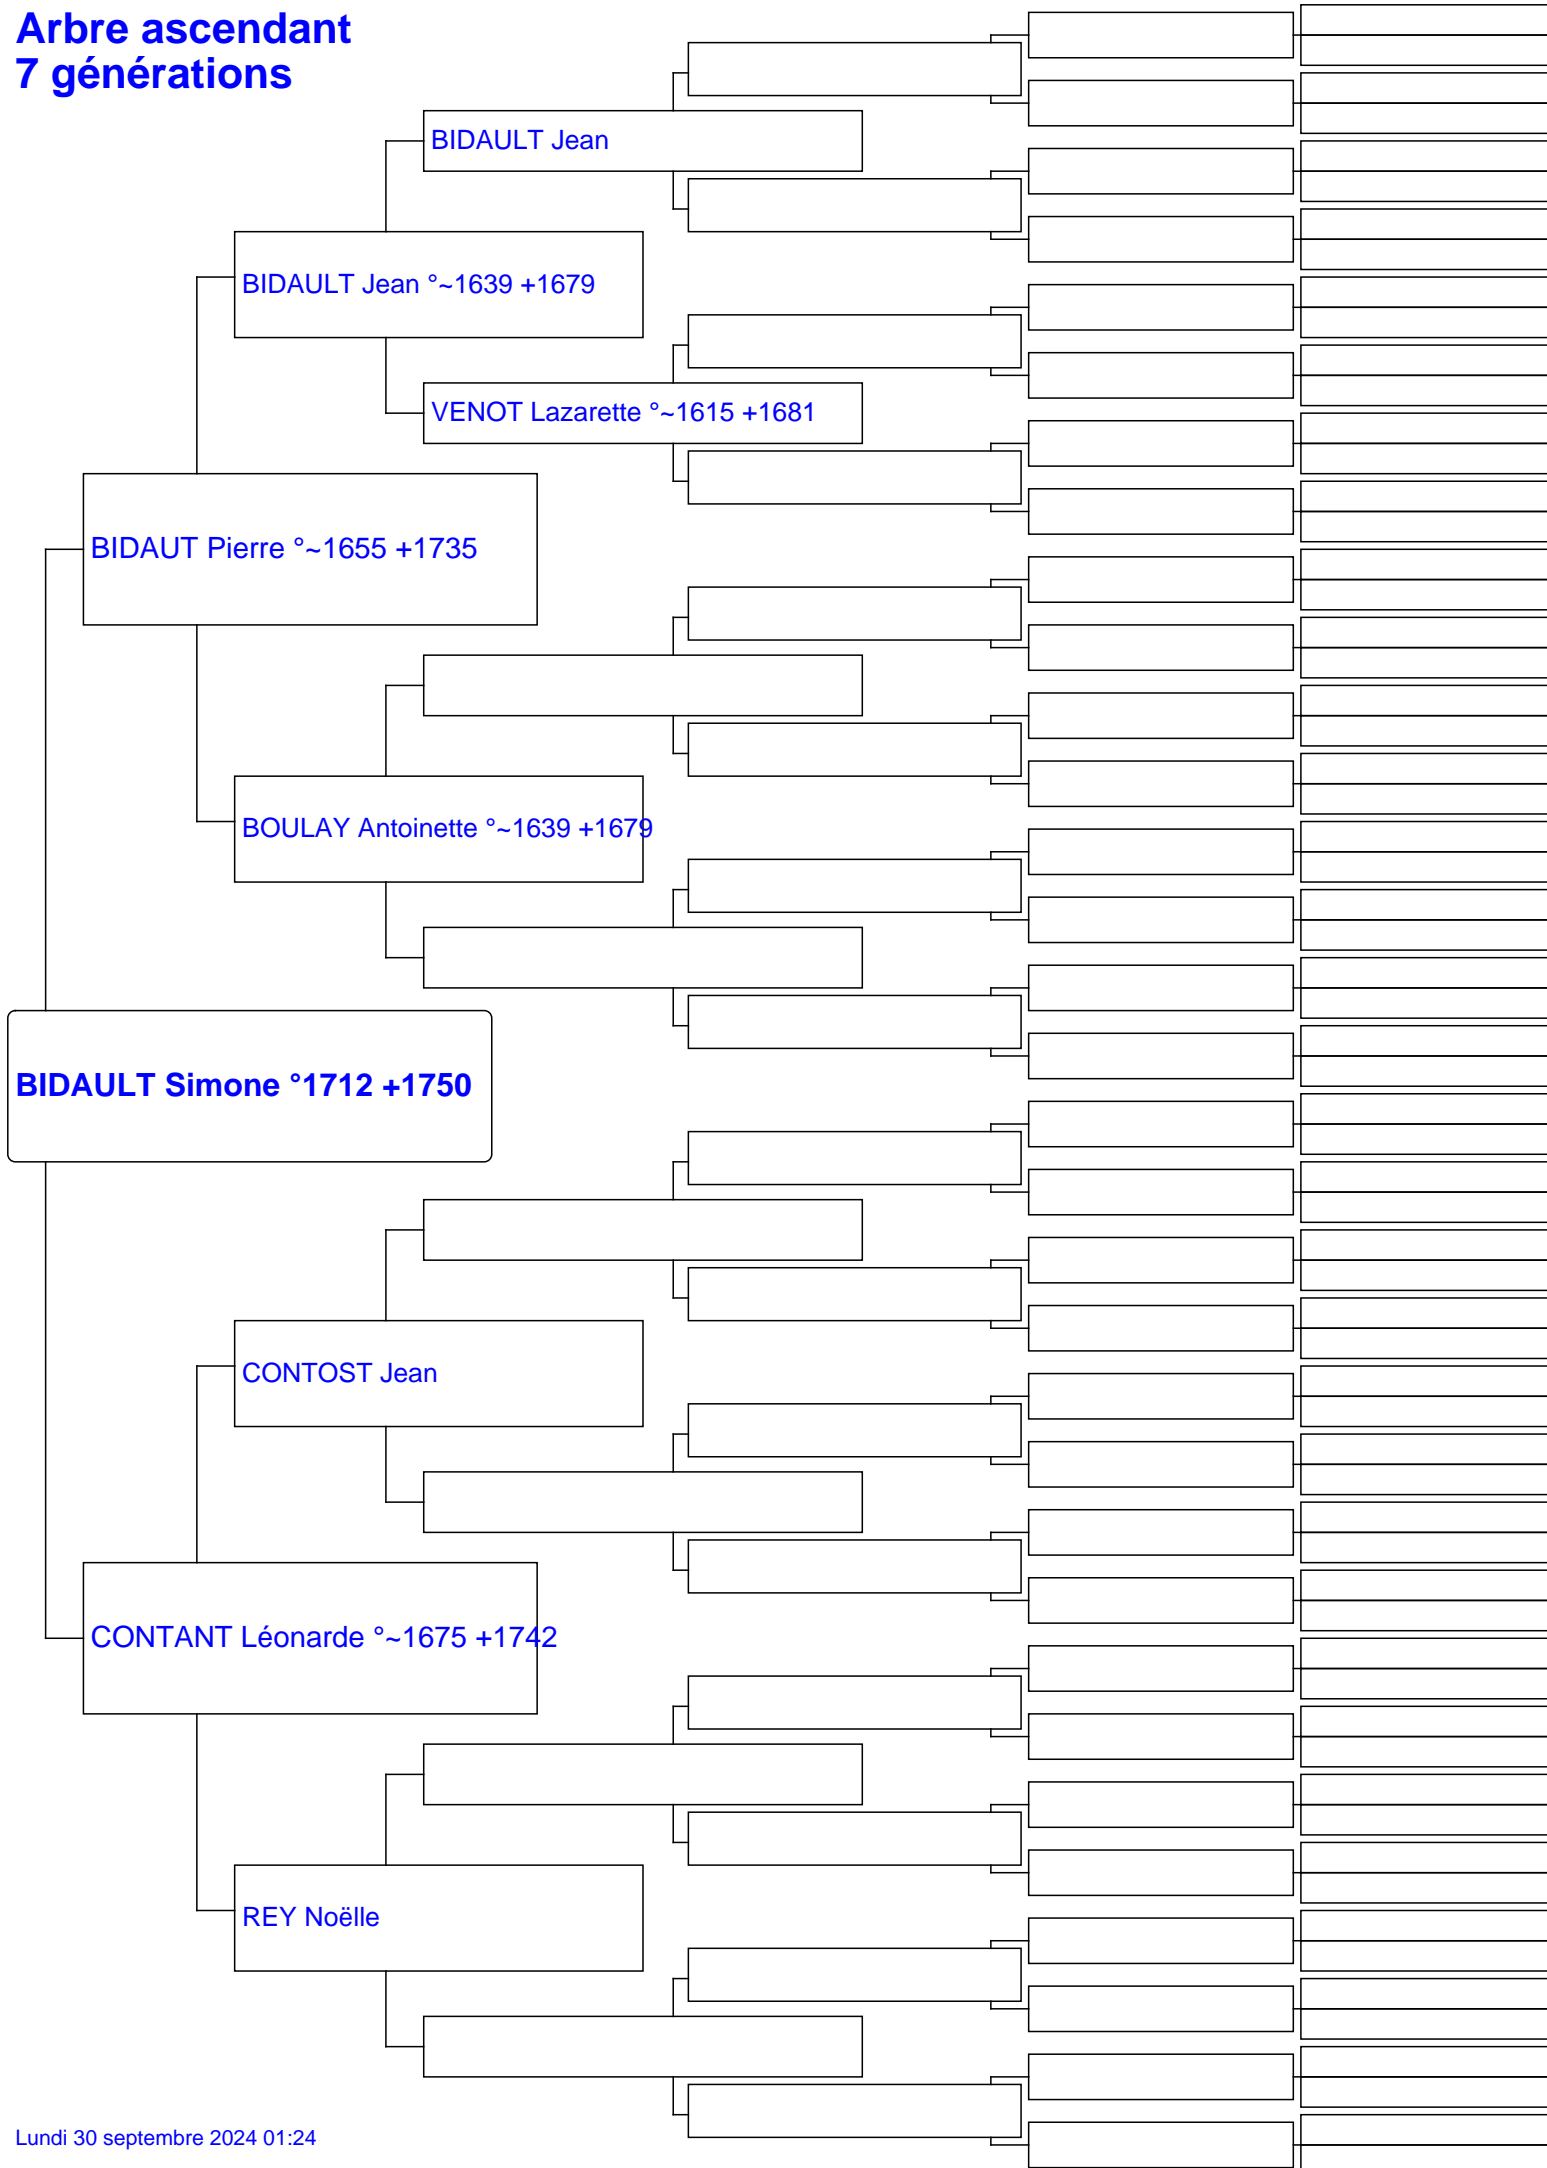 Arbre ascendant
7 générations
BIDAULT Jean
BIDAULT Jean °~1639 +1679
VENOT Lazarette °~1615 +1681
BIDAUT Pierre °~1655 +1735
BOULAY Antoinette °~1639 +1679
BIDAULT Simone °1712 +1750
CONTOST Jean
CONTANT Léonarde °~1675 +1742
REY Noëlle
Lundi 30 septembre 2024 01:24